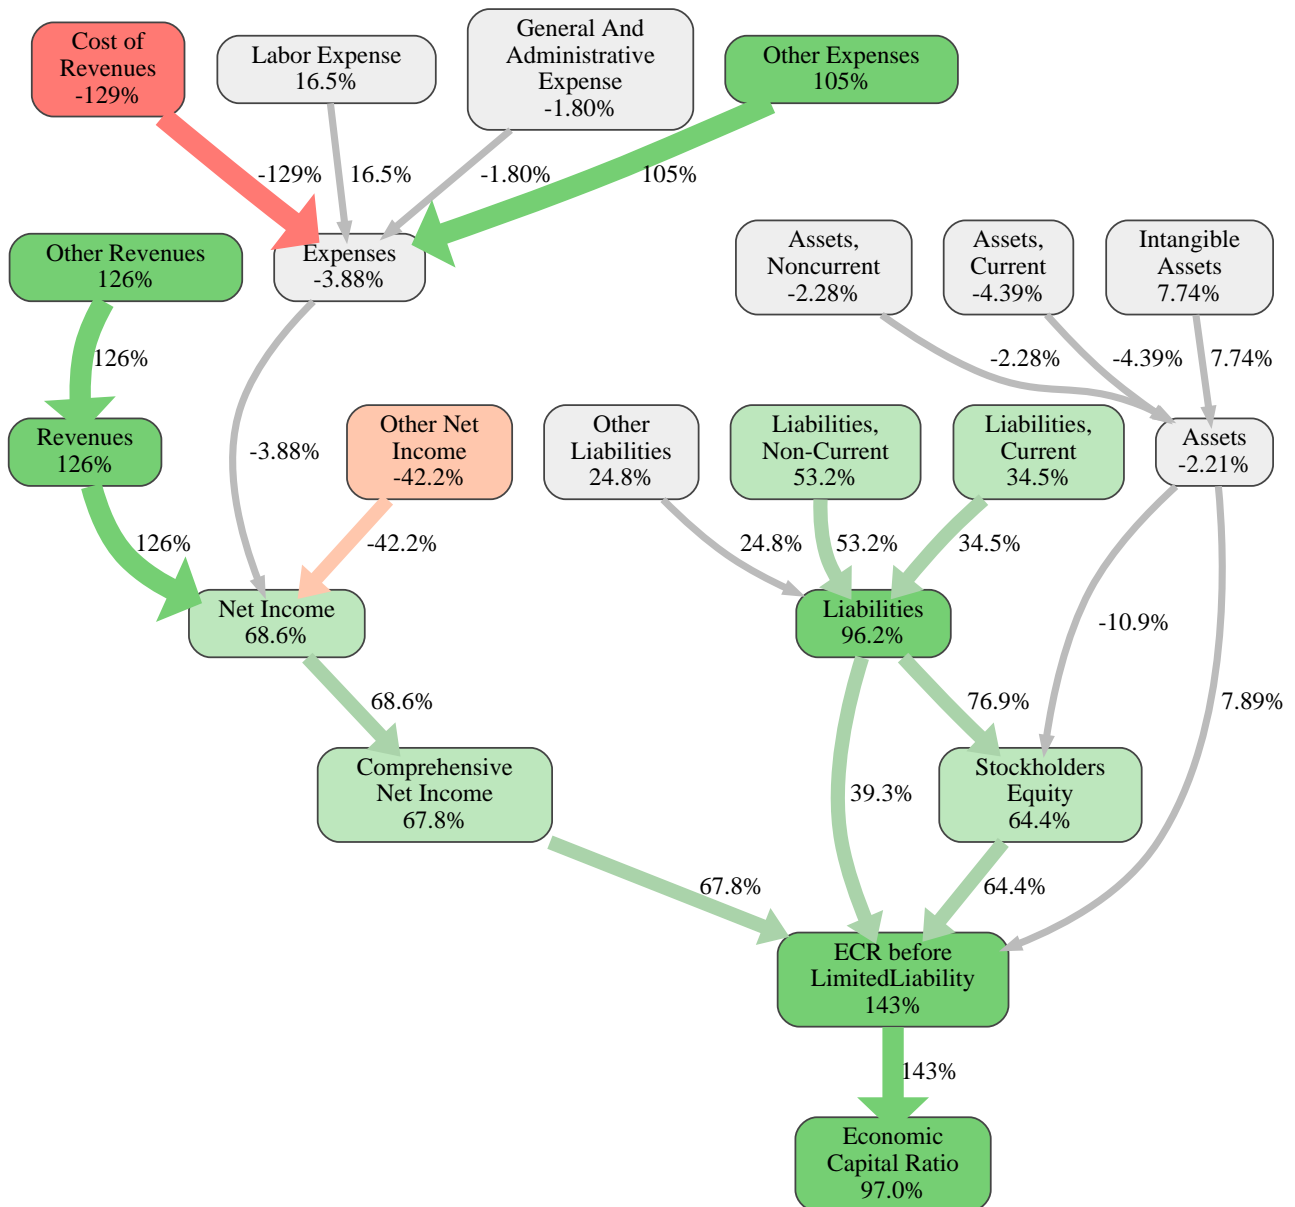 Cost of
Revenues
-129%
Labor Expense
16.5%
General And
Administrative
Expense
-1.80%
Other Expenses
105%
-129%
16.5%
-1.80%
105%
Other Revenues
126%
Expenses
-3.88%
Assets,
Noncurrent
-2.28%
Assets,
Current
-4.39%
Intangible
Assets
7.74%
126%
-2.28%
-4.39%
7.74%
Revenues
126%
-3.88%
Other Net
Income
-42.2%
Other
Liabilities
24.8%
Liabilities,
Non-Current
53.2%
Liabilities,
Current
34.5%
Assets
-2.21%
126%
-42.2%
24.8%
53.2%
34.5%
Net Income
68.6%
Liabilities
96.2%
-10.9%
68.6%
76.9%
7.89%
Comprehensive
Net Income
67.8%
39.3%
Stockholders
Equity
64.4%
67.8%
64.4%
ECR before
LimitedLiability
143%
143%
Economic
Capital Ratio
97.0%